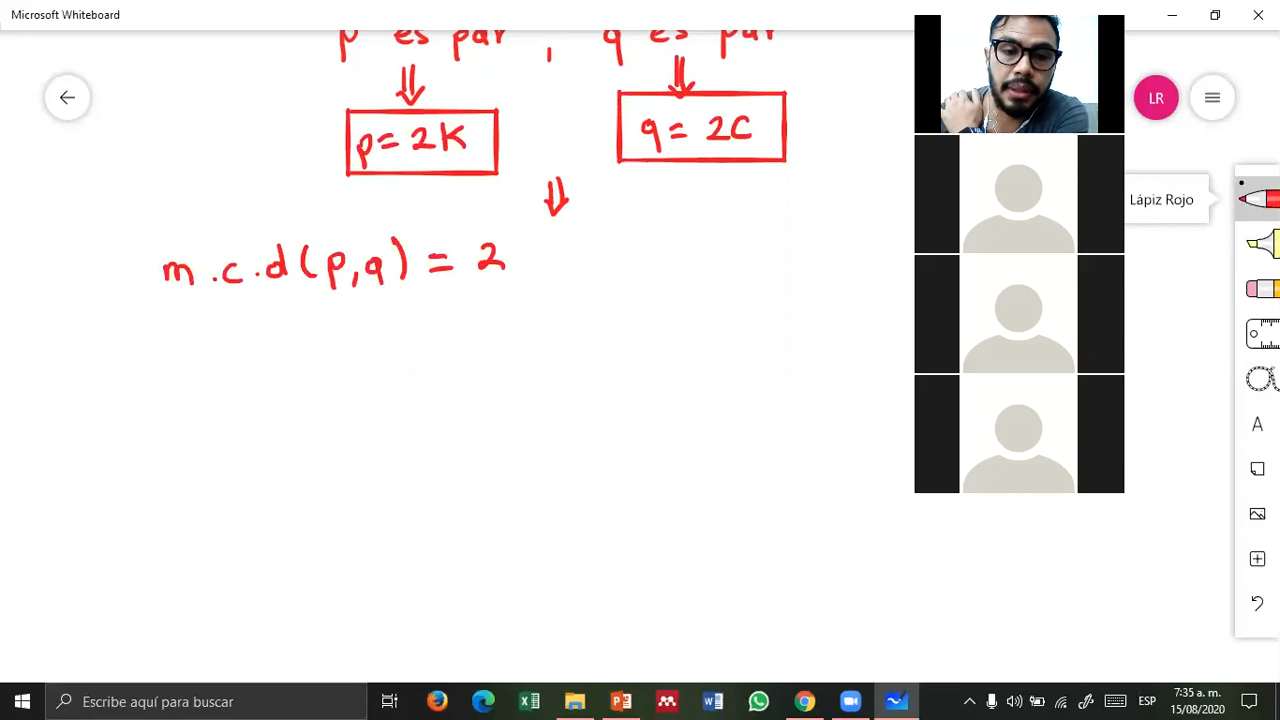 Microsoft Whiteboard
p es par , q es par
p = 2K
q = 2C
m.c.d(p,q) = 2
LR
Lápiz Rojo
A
Escribe aquí para buscar
ESP
7:35 a. m.
15/08/2020